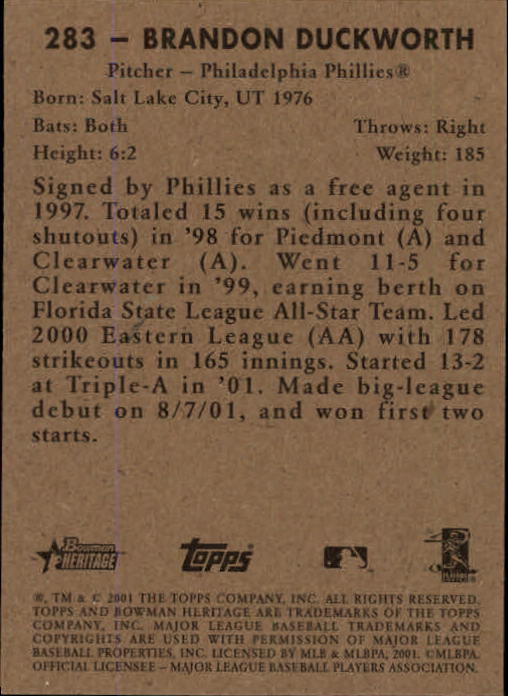 283 – BRANDON DUCKWORTH
Pitcher – Philadelphia Phillies®
Born: Salt Lake City, UT 1976
Bats: Both Throws: Right
Height: 6:2 Weight: 185
Signed by Phillies as a free agent in
1997. Totaled 15 wins (including four
shutouts) in '98 for Piedmont (A) and
Clearwater (A). Went 11-5 for
Clearwater in '99, earning berth on
Florida State League All-Star Team. Led
2000 Eastern League (AA) with 178
strikeouts in 165 innings. Started 13-2
at Triple-A in '01. Made big-league
debut on 8/7/01, and won first two
starts.
Bowman
HERITAGE
topps
®, TM & © 2001 THE TOPPS COMPANY, INC. ALL RIGHTS RESERVED.
TOPPS AND BOWMAN HERITAGE ARE TRADEMARKS OF THE TOPPS
COMPANY, INC. MAJOR LEAGUE BASEBALL TRADEMARKS AND
COPYRIGHTS ARE USED WITH PERMISSION OF MAJOR LEAGUE
BASEBALL PROPERTIES, INC. LICENSED BY MLB & MLBPA, 2001. ©MLBPA.
OFFICIAL LICENSEE – MAJOR LEAGUE BASEBALL PLAYERS ASSOCIATION.